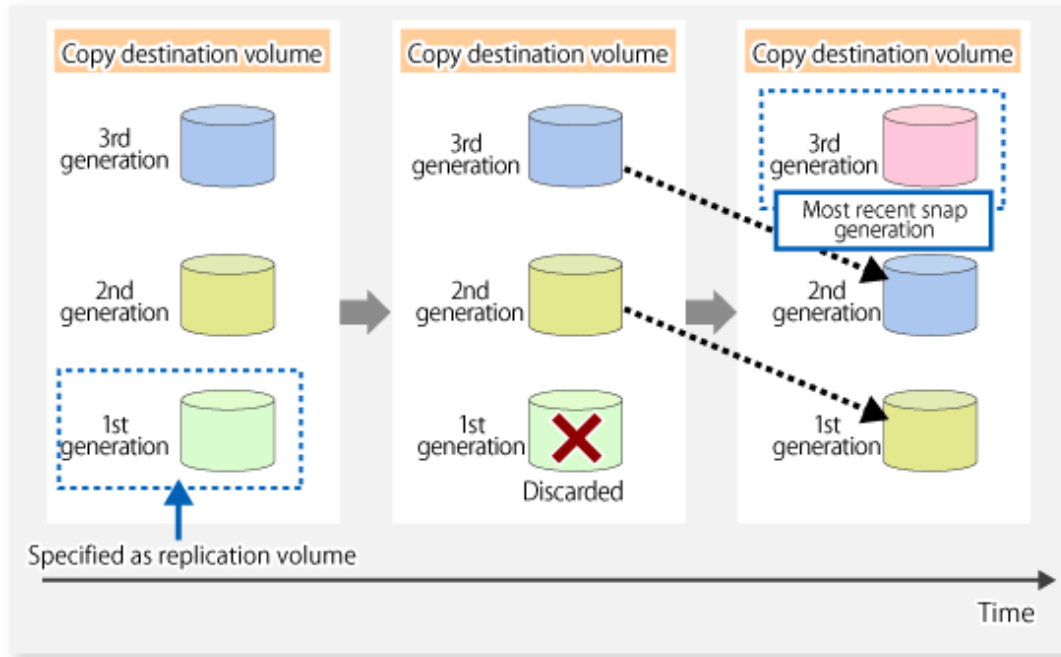 Copy destination volume
3rd
generation
2nd
generation
1st
generation
Specified as replication volume
Copy destination volume
3rd
generation
2nd
generation
1st
generation
Discarded
Copy destination volume
3rd
generation
Most recent snap
generation
2nd
generation
1st
generation
Time